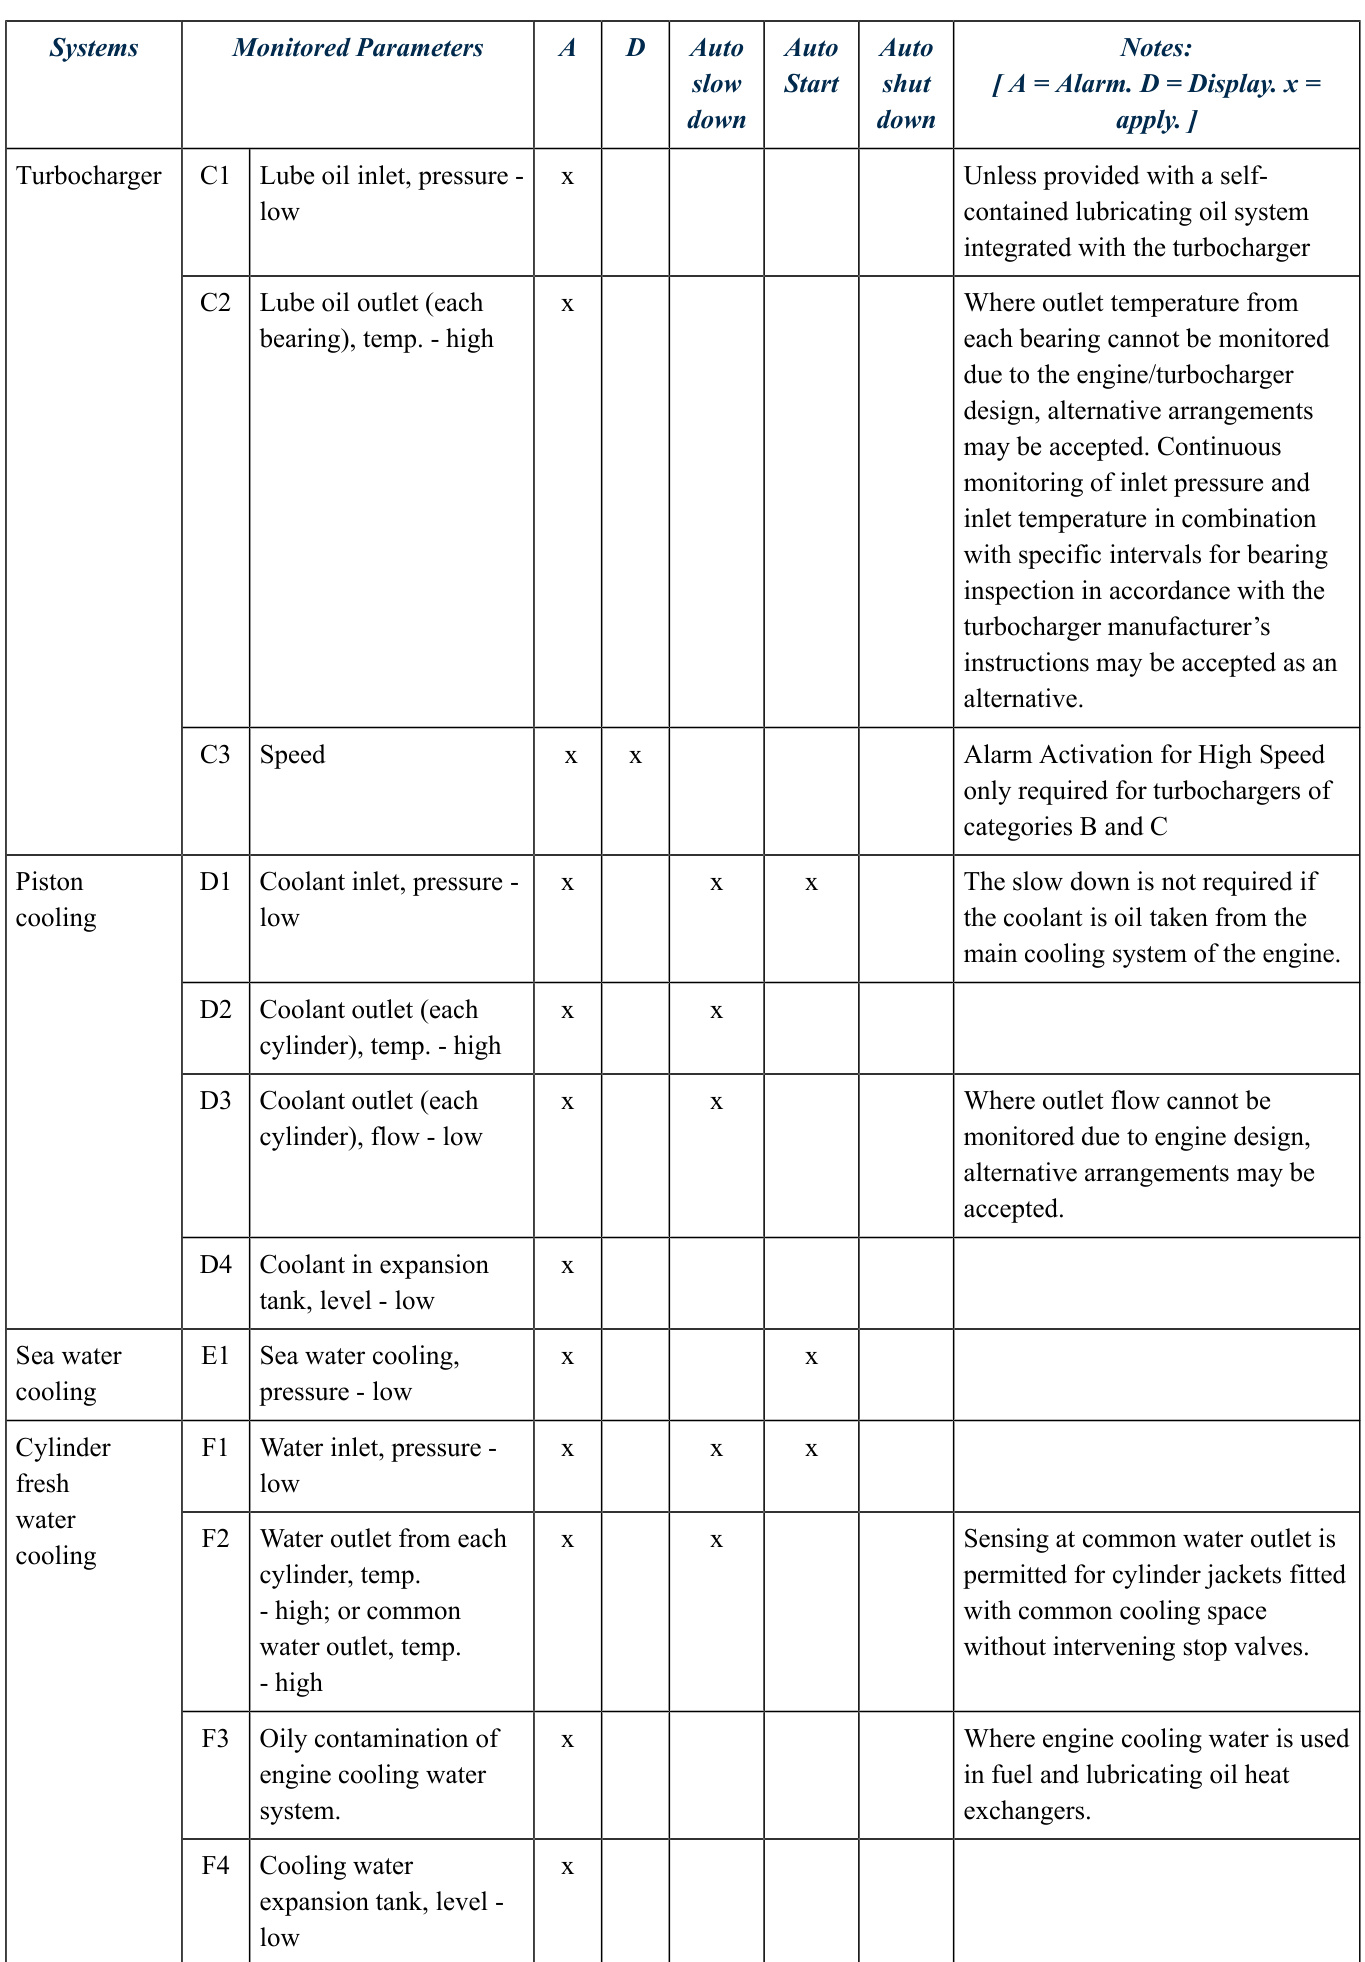 Systems
Monitored Parameters
A
D
Auto
slow
down
Auto
Start
Auto
shut
down
Notes:
[ A = Alarm. D = Display. x =
apply. ]
Turbocharger
C1
Lube oil inlet, pressure -
low
x
Unless provided with a self-
contained lubricating oil system
integrated with the turbocharger
C2
Lube oil outlet (each
bearing), temp. - high
x
Where outlet temperature from
each bearing cannot be monitored
due to the engine/turbocharger
design, alternative arrangements
may be accepted. Continuous
monitoring of inlet pressure and
inlet temperature in combination
with specific intervals for bearing
inspection in accordance with the
turbocharger manufacturer’s
instructions may be accepted as an
alternative.
C3
Speed
x
x
Alarm Activation for High Speed
only required for turbochargers of
categories B and C
Piston
cooling
D1
Coolant inlet, pressure -
low
x
x
x
The slow down is not required if
the coolant is oil taken from the
main cooling system of the engine.
D2
Coolant outlet (each
cylinder), temp. - high
x
x
D3
Coolant outlet (each
cylinder), flow - low
x
x
Where outlet flow cannot be
monitored due to engine design,
alternative arrangements may be
accepted.
D4
Coolant in expansion
tank, level - low
x
Sea water
cooling
E1
Sea water cooling,
pressure - low
x
x
Cylinder
fresh
water
cooling
F1
Water inlet, pressure -
low
x
x
x
F2
Water outlet from each
cylinder, temp.
- high; or common
water outlet, temp.
- high
x
x
Sensing at common water outlet is
permitted for cylinder jackets fitted
with common cooling space
without intervening stop valves.
F3
Oily contamination of
engine cooling water
system.
x
Where engine cooling water is used
in fuel and lubricating oil heat
exchangers.
F4
Cooling water
expansion tank, level -
low
x